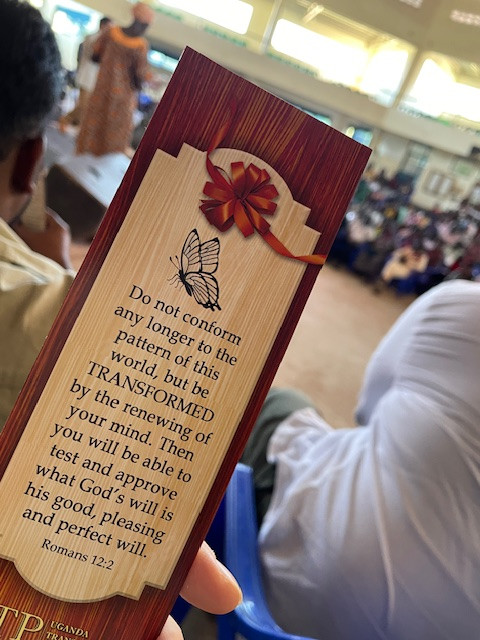 Do not conform
any longer to the
pattern of this
world, but be
TRANSFORMED
by the renewing of
your mind. Then
you will be able to
test and approve
what God's will is
his good, pleasing
and perfect will.
Romans 12:2
TP
UGANDA